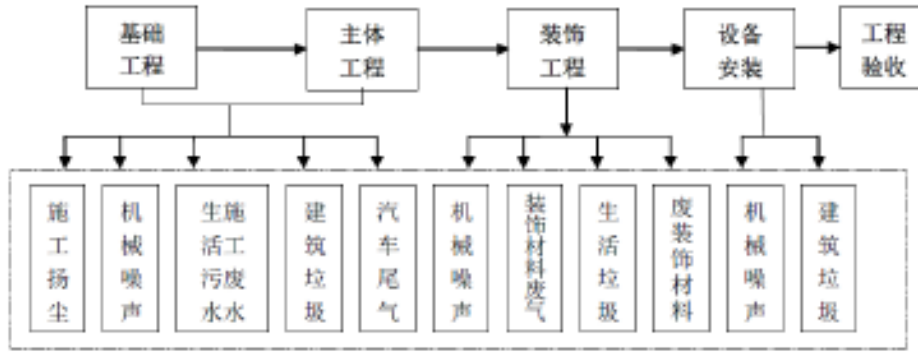 基础
工程
主体
工程
装饰
工程
设备
安装
工程
验收
施工扬尘
机械噪声
施工废水
生活污水
建筑垃圾
汽车尾气
机械噪声
装饰材料废气
生活垃圾
废装饰材料
机械噪声
建筑垃圾